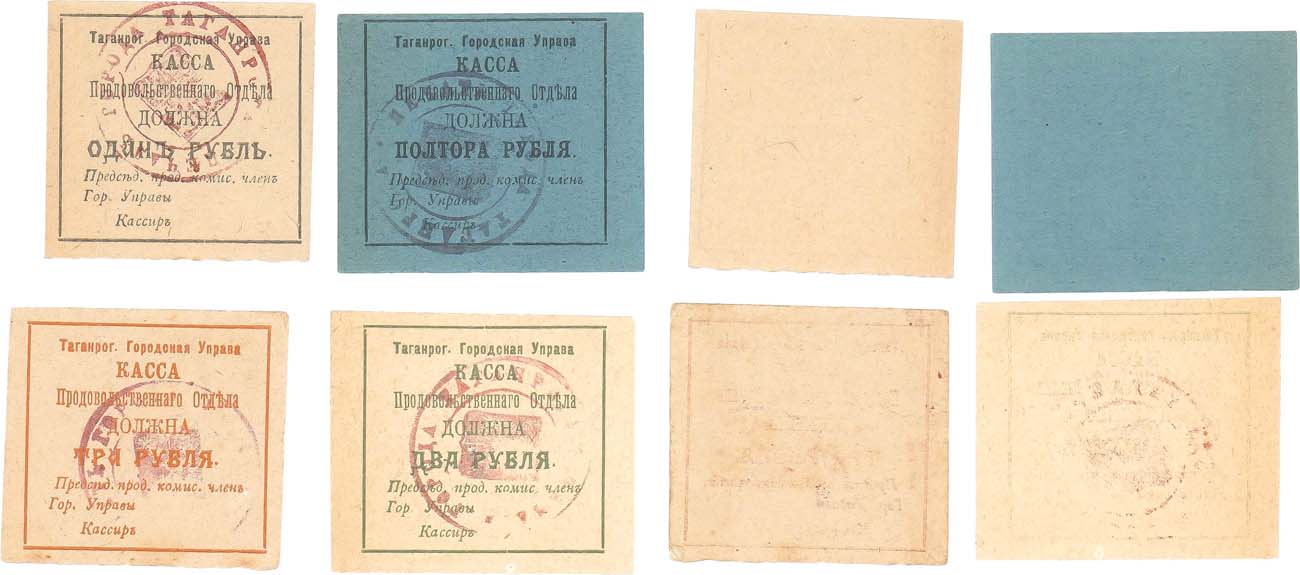 Таганрог. Городская Управа
КАССА
Продовольственнаго Отдѣла
ДОЛЖНА
ОДИНЪ РУБЛЬ.
Предсѣд. прод. комис. членъ
Гор. Управы
Кассиръ
ГОРОДА ТАГАНРО
Таганрог. Городская Управа
КАССА
Продовольственнаго Отдѣла
ДОЛЖНА
ПОЛТОРА РУБЛЯ.
Предсѣд. прод. комис. членъ
Гор. Управы
Кассиръ
Таганрог. Городская Управа
КАССА
Продовольственнаго Отдѣла
ДОЛЖНА
ТРИ РУБЛЯ.
Предсѣд. прод. комис. членъ
Гор. Управы
Кассиръ
Таганрог. Городская Управа
КАССА
Продовольственнаго Отдѣла
ДОЛЖНА
ДВА РУБЛЯ.
Предсѣд. прод. комис. членъ
Гор. Управы
Кассиръ